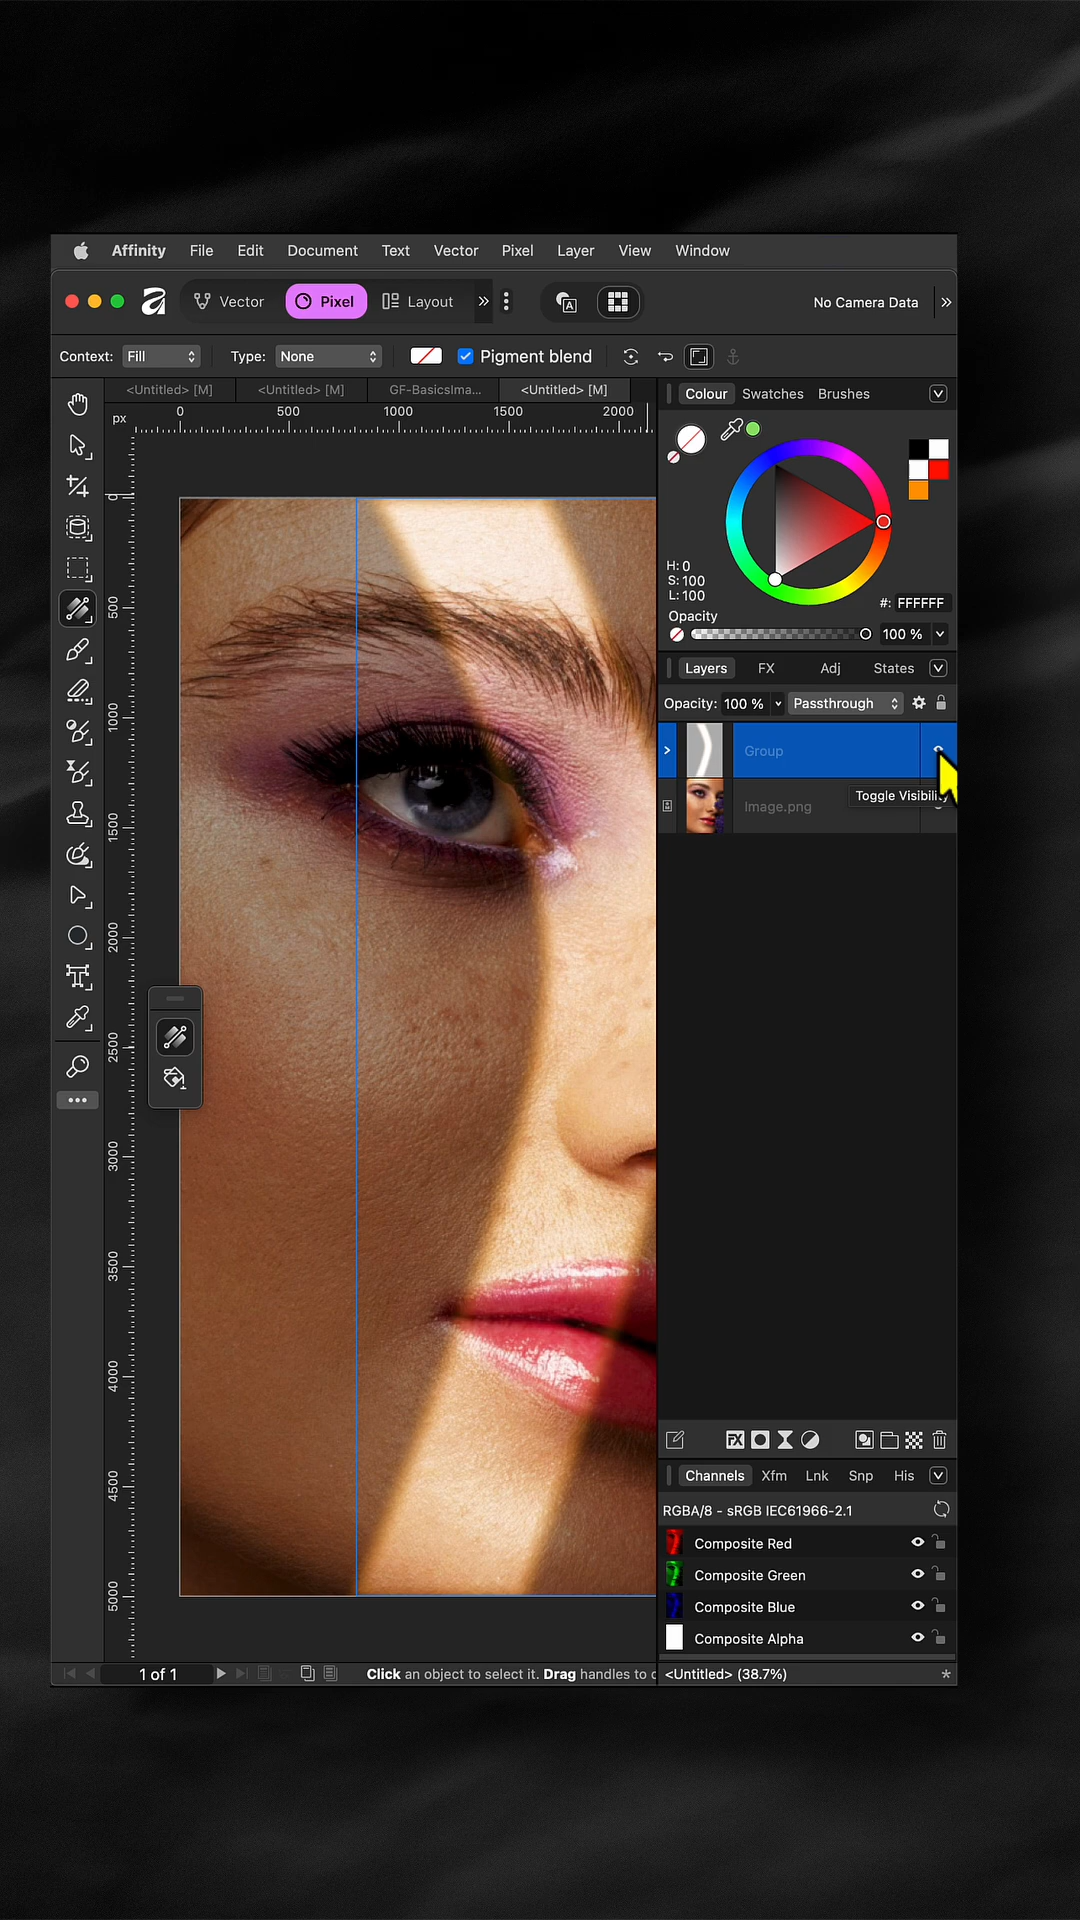 Affinity File Edit Document Text Vector Pixel Layer View Window
Vector Pixel Layout » No Camera Data »
Context: Fill Type: None Pigment blend
<Untitled> [M] <Untitled> [M] GF-BasicsIma... <Untitled> [M]
px 0 500 1000 1500 2000
Colour Swatches Brushes
H:0
S:100
L:100
#: FFFFFF
Opacity
100 %
Layers FX Adj States
Opacity: 100 % Passthrough
Group
Toggle Visibility
Image.png
0
500
1000
1500
2000
2500
3000
3500
4000
4500
5000
FX
Channels Xfm Lnk Snp His
RGBA/8 - sRGB IEC61966-2.1
Composite Red
Composite Green
Composite Blue
Composite Alpha
1 of 1 Click an object to select it. Drag handles to <Untitled> (38.7%) *